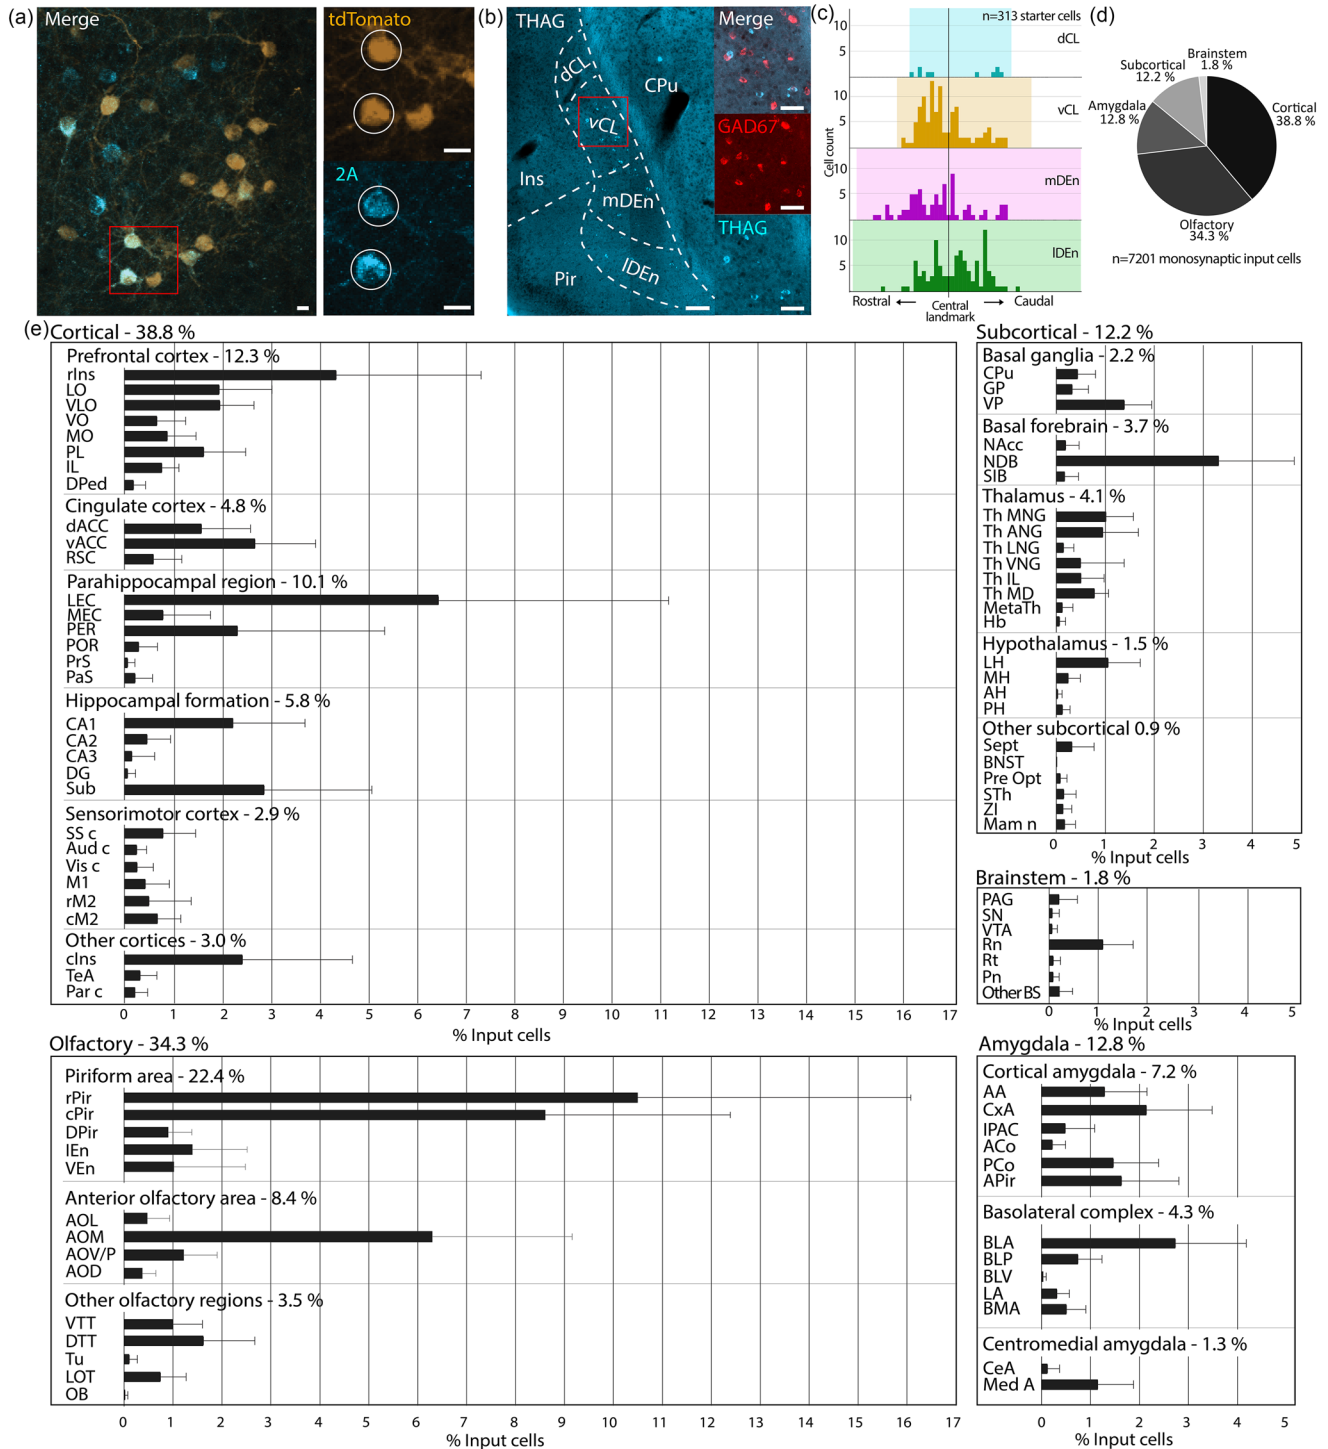 (a)
Merge
tdTomato
2A
(b)
THAG
dCL
CPu
vCL
Ins
mDEn
lDEn
Pir
Merge
GAD67
THAG
(c)
n=313 starter cells
10
5
dCL
10
5
vCL
10
5
mDEn
10
5
lDEn
Cell count
Rostral
Central
landmark
Caudal
(d)
Brainstem
1.8 %
Subcortical
12.2 %
Amygdala
12.8 %
Cortical
38.8 %
Olfactory
34.3 %
n=7201 monosynaptic input cells
(e)
Cortical - 38.8 %
Prefrontal cortex - 12.3 %
rIns
LO
VLO
VO
MO
PL
IL
DPed
Cingulate cortex - 4.8 %
dACC
vACC
RSC
Parahippocampal region - 10.1 %
LEC
MEC
PER
POR
PrS
PaS
Hippocampal formation - 5.8 %
CA1
CA2
CA3
DG
Sub
Sensorimotor cortex - 2.9 %
SS c
Aud c
Vis c
M1
rM2
cM2
Other cortices - 3.0 %
cIns
TeA
Par c
0 1 2 3 4 5 6 7 8 9 10 11 12 13 14 15 16 17
% Input cells
Olfactory - 34.3 %
Piriform area - 22.4 %
rPir
cPir
DPir
IEn
VEn
Anterior olfactory area - 8.4 %
AOL
AOM
AOV/P
AOD
Other olfactory regions - 3.5 %
VTT
DTT
Tu
LOT
OB
0 1 2 3 4 5 6 7 8 9 10 11 12 13 14 15 16 17
% Input cells
Subcortical - 12.2 %
Basal ganglia - 2.2 %
CPu
GP
VP
Basal forebrain - 3.7 %
NAcc
NDB
SIB
Thalamus - 4.1 %
Th MNG
Th ANG
Th LNG
Th VNG
Th IL
Th MD
MetaTh
Hb
Hypothalamus - 1.5 %
LH
MH
AH
PH
Other subcortical 0.9 %
Sept
BNST
Pre Opt
STh
ZI
Mam n
0 1 2 3 4 5
% Input cells
Brainstem - 1.8 %
PAG
SN
VTA
Rn
Rt
Pn
Other BS
0 1 2 3 4 5
% Input cells
Amygdala - 12.8 %
Cortical amygdala - 7.2 %
AA
CxA
IPAC
ACo
PCo
APir
Basolateral complex - 4.3 %
BLA
BLP
BLV
LA
BMA
Centromedial amygdala - 1.3 %
CeA
Med A
0 1 2 3 4 5
% Input cells